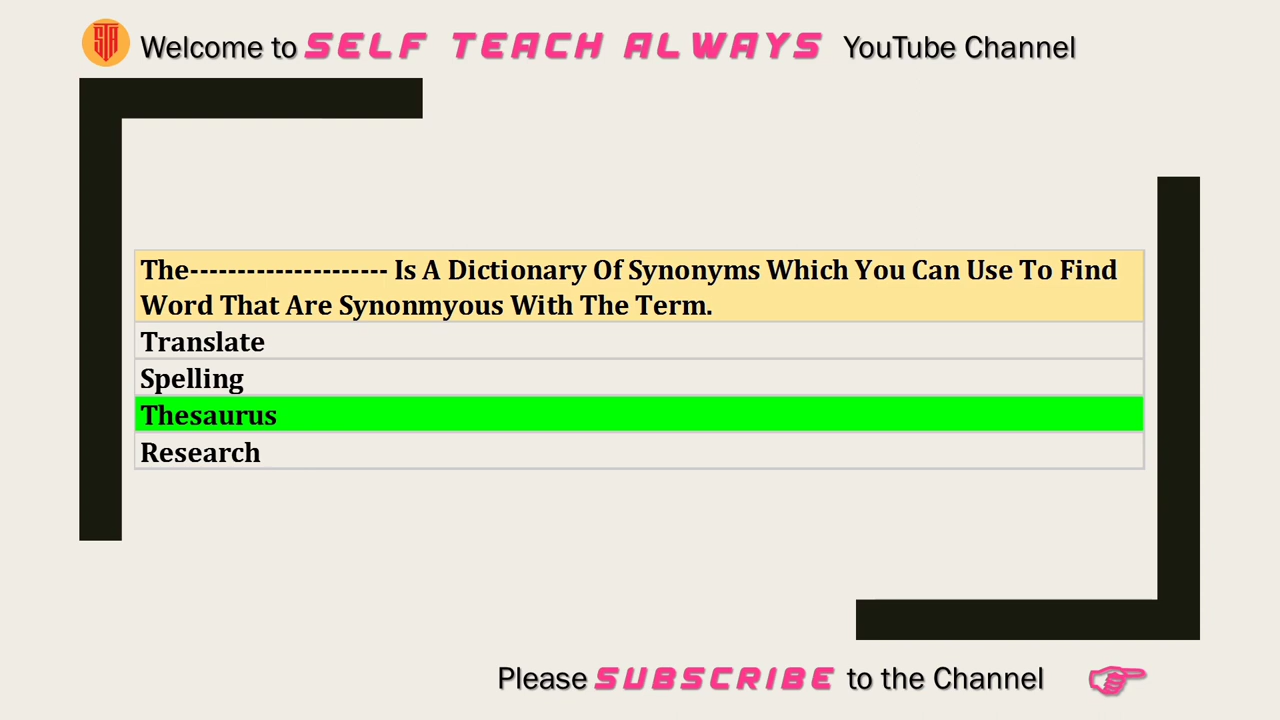 Welcome to SELF TEACH ALWAYS YouTube Channel
The--------------------- Is A Dictionary Of Synonyms Which You Can Use To Find
Word That Are Synonmyous With The Term.
Translate
Spelling
Thesaurus
Research
Please SUBSCRIBE to the Channel